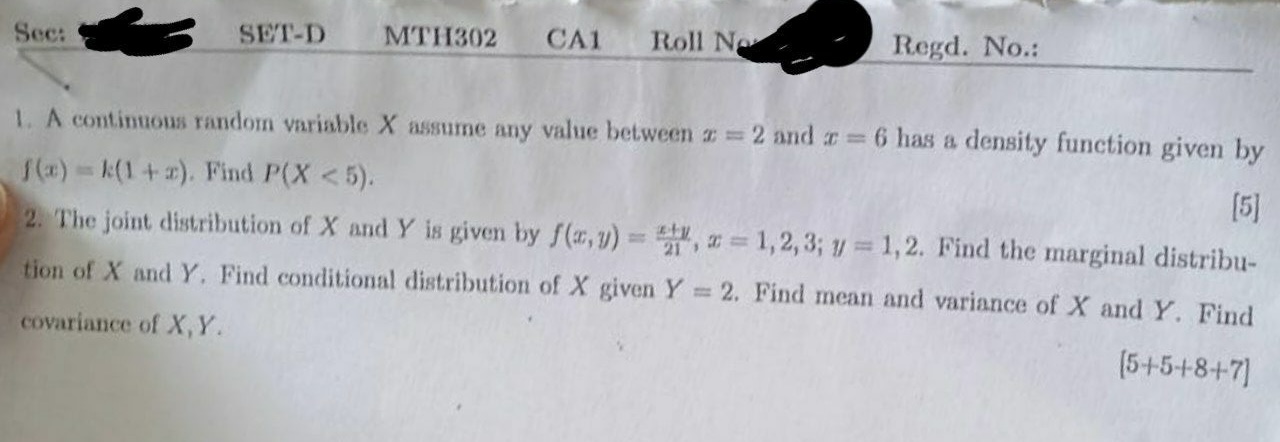 Sec: SET-D MTH302 CA1 Roll No: Regd. No.:
1. A continuous random variable X assume any value between x = 2 and x = 6 has a density function given by
f(x) = k(1 + x). Find P(X < 5).
[5]
2. The joint distribution of X and Y is given by f(x, y) = \frac{x+y}{21}, x = 1, 2, 3; y = 1, 2. Find the marginal distribu-
tion of X and Y. Find conditional distribution of X given Y = 2. Find mean and variance of X and Y. Find
covariance of X, Y.
[5+5+8+7]